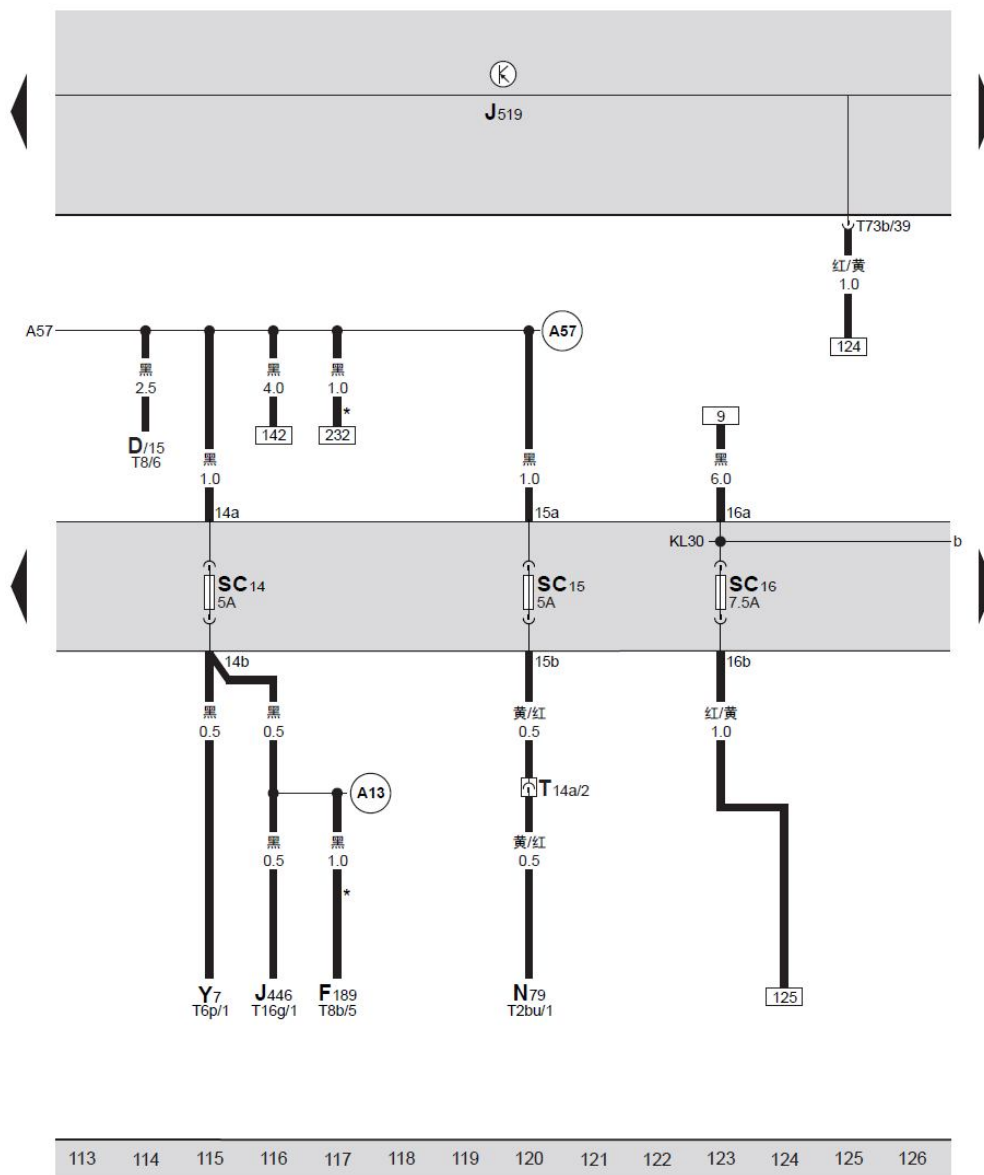 J519
T73b/39
红/黄
1.0
124
A57
A57
黑
2.5
D/15
T8/6
黑
1.0
黑
4.0
142
黑
1.0
*
232
黑
1.0
9
黑
6.0
14a
15a
16a
KL30
b
SC14
5A
SC15
5A
SC16
7.5A
14b
15b
16b
黑
0.5
黑
0.5
黄/红
0.5
红/黄
1.0
T14a/2
A13
黑
0.5
黑
1.0
*
黄/红
0.5
Y7
T6p/1
J446
T16g/1
F189
T8b/5
N79
T2bu/1
125
113 114 115 116 117 118 119 120 121 122 123 124 125 126